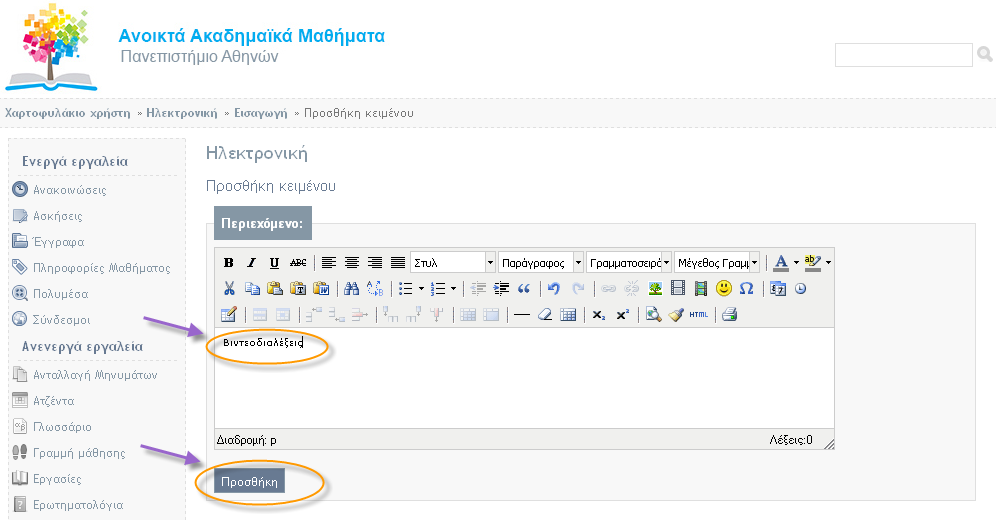 Ανοικτά Ακαδημαϊκά Μαθήματα
Πανεπιστήμιο Αθηνών
Χαρτοφυλάκιο χρήστη » Ηλεκτρονική » Εισαγωγή » Προσθήκη κειμένου
Ενεργά εργαλεία
Ανακοινώσεις
Ασκήσεις
Έγγραφα
Πληροφορίες Μαθήματος
Πολυμέσα
Σύνδεσμοι
Ανενεργά εργαλεία
Ανταλλαγή Μηνυμάτων
Ατζέντα
Γλωσσάριο
Γραμμή μάθησης
Εργασίες
Ερωτηματολόγια
Ηλεκτρονική
Προσθήκη κειμένου
Περιεχόμενο:
B I U ABC Στυλ Παράγραφος Γραμματοσειρά Μέγεθος Γραμμ A ab
HTML
Βιντεοδιαλέξεις
Διαδρομή: p Λέξεις:0
Προσθήκη